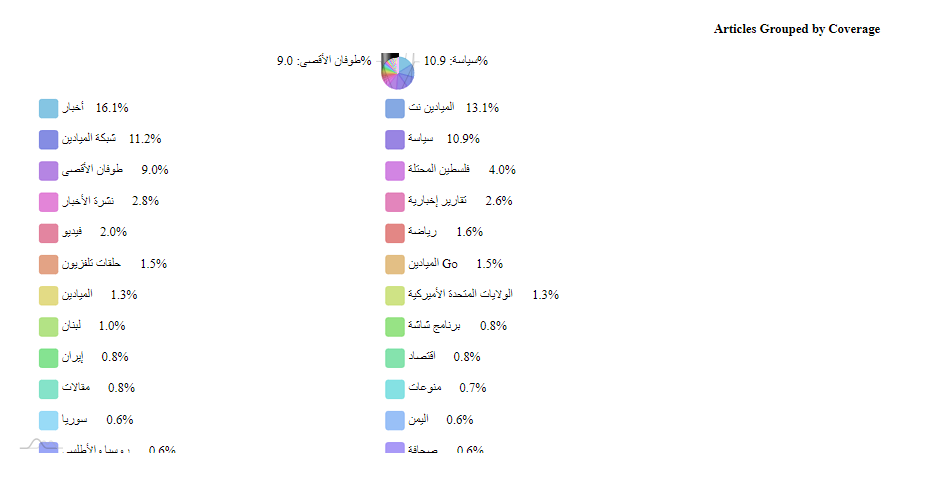 Articles Grouped by Coverage
%طوفان الأقصى: 9.0
%سياسة: 10.9
أخبار 16.1%
الميادين نت 13.1%
شبكة الميادين 11.2%
سياسة 10.9%
طوفان الأقصى 9.0%
فلسطين المحتلة 4.0%
نشرة الأخبار 2.8%
تقارير إخبارية 2.6%
فيديو 2.0%
رياضة 1.6%
حلقات تلفزيون 1.5%
الميادين Go 1.5%
الميادين 1.3%
الولايات المتحدة الأميركية 1.3%
لبنان 1.0%
برنامج شاشة 0.8%
إيران 0.8%
اقتصاد 0.8%
مقالات 0.8%
منوعات 0.7%
سوريا 0.6%
اليمن 0.6%
روسيا والأطلسي 0.6%
صحافة 0.6%